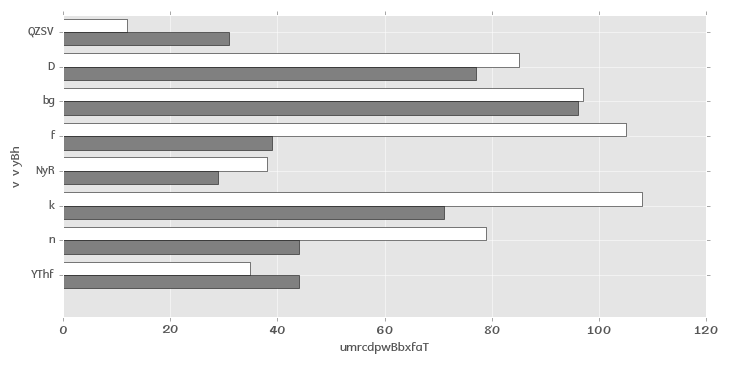 QZSV
D
bg
f
NyR
k
n
YThf
v v yBh
0 20 40 60 80 100 120
umrcdpwBbxfaT